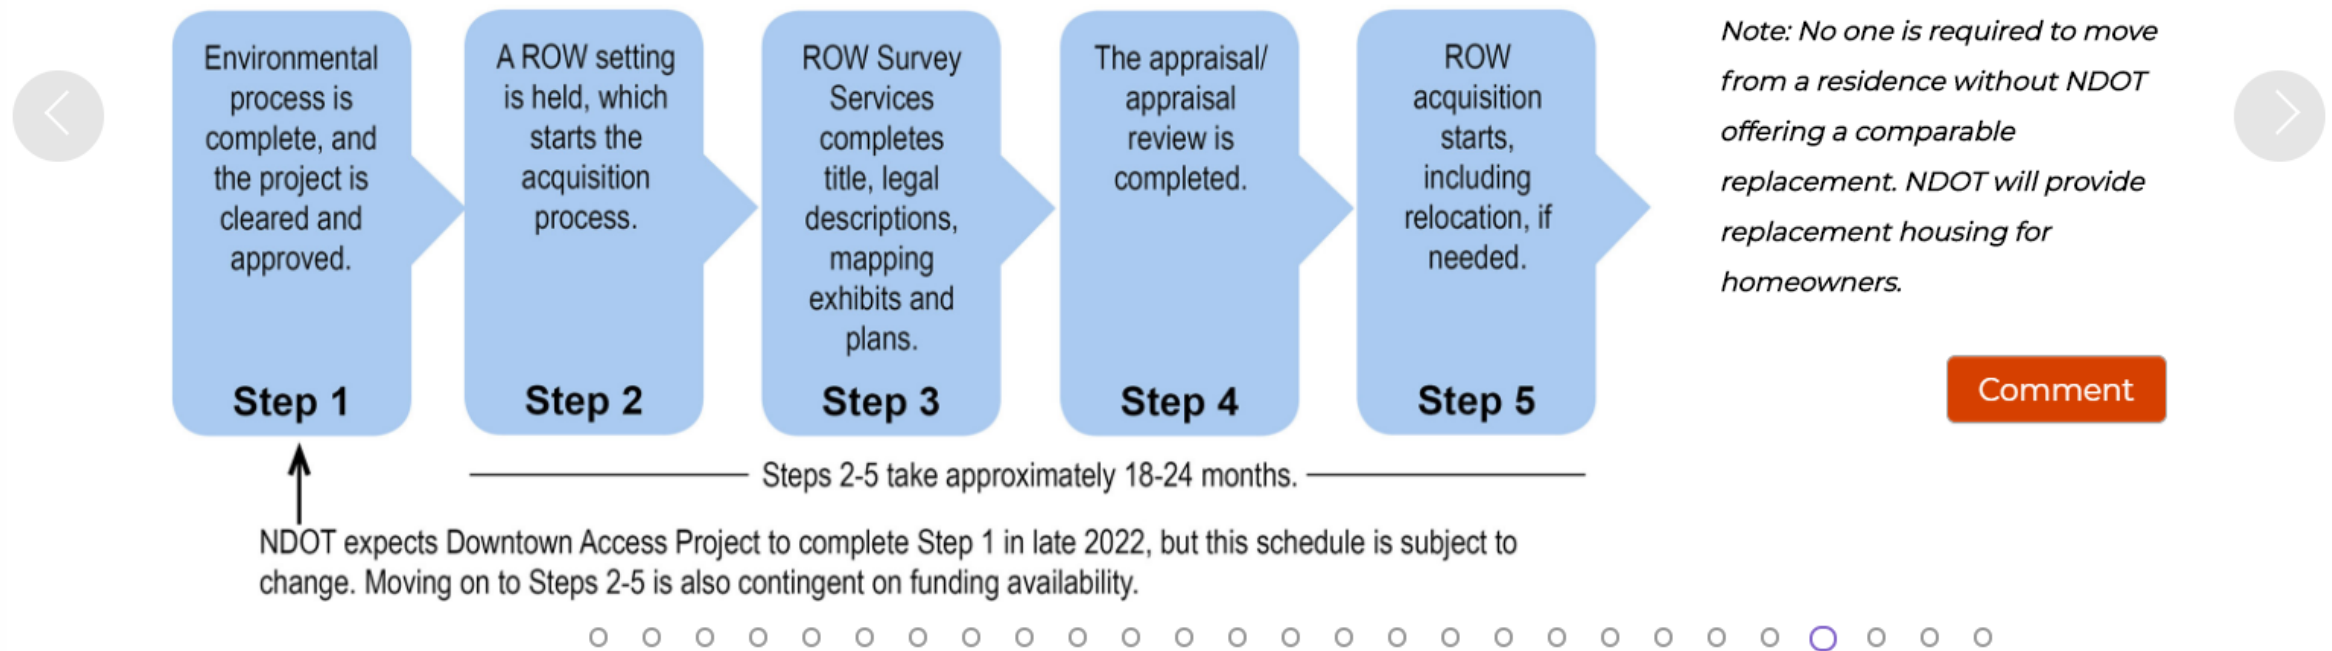 Environmental
process is
complete, and
the project is
cleared and
approved.
Step 1
A ROW setting
is held, which
starts the
acquisition
process.
Step 2
ROW Survey
Services
completes
title, legal
descriptions,
mapping
exhibits and
plans.
Step 3
The appraisal/
appraisal
review is
completed.
Step 4
ROW
acquisition
starts,
including
relocation, if
needed.
Step 5
Steps 2-5 take approximately 18-24 months.
NDOT expects Downtown Access Project to complete Step 1 in late 2022, but this schedule is subject to
change. Moving on to Steps 2-5 is also contingent on funding availability.
Note: No one is required to move
from a residence without NDOT
offering a comparable
replacement. NDOT will provide
replacement housing for
homeowners.
Comment